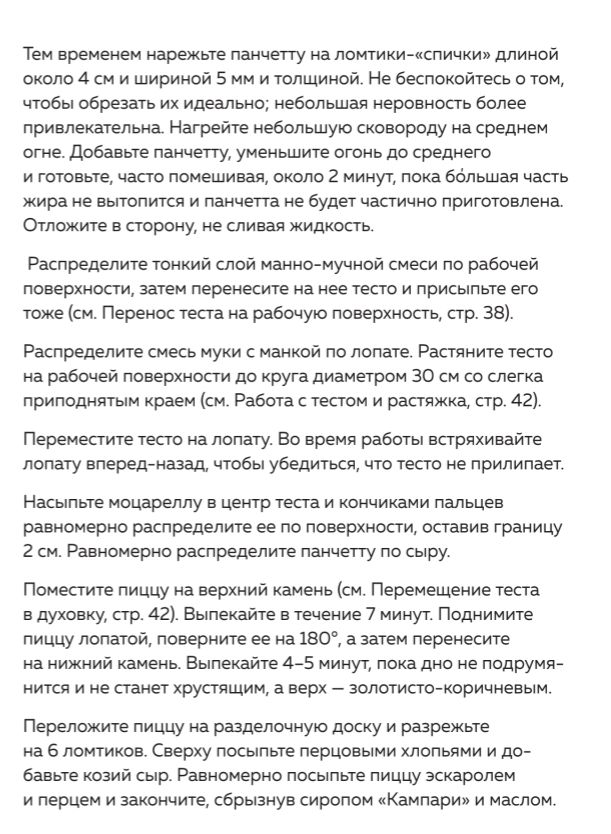 Тем временем нарежьте панчетту на ломтики-«спички» длиной
около 4 см и шириной 5 мм и толщиной. Не беспокойтесь о том,
чтобы обрезать их идеально; небольшая неровность более
привлекательна. Нагрейте небольшую сковороду на среднем
огне. Добавьте панчетту, уменьшите огонь до среднего
и готовьте, часто помешивая, около 2 минут, пока бо́льшая часть
жира не вытопится и панчетта не будет частично приготовлена.
Отложите в сторону, не сливая жидкость.
Распределите тонкий слой манно-мучной смеси по рабочей
поверхности, затем перенесите на нее тесто и присыпьте его
тоже (см. Перенос теста на рабочую поверхность, стр. 38).
Распределите смесь муки с манкой по лопате. Растяните тесто
на рабочей поверхности до круга диаметром 30 см со слегка
приподнятым краем (см. Работа с тестом и растяжка, стр. 42).
Переместите тесто на лопату. Во время работы встряхивайте
лопату вперед-назад, чтобы убедиться, что тесто не прилипает.
Насыпьте моцареллу в центр теста и кончиками пальцев
равномерно распределите ее по поверхности, оставив границу
2 см. Равномерно распределите панчетту по сыру.
Поместите пиццу на верхний камень (см. Перемещение теста
в духовку, стр. 42). Выпекайте в течение 7 минут. Поднимите
пиццу лопатой, поверните ее на 180°, а затем перенесите
на нижний камень. Выпекайте 4–5 минут, пока дно не подрумя-
нится и не станет хрустящим, а верх — золотисто-коричневым.
Переложите пиццу на разделочную доску и разрежьте
на 6 ломтиков. Сверху посыпьте перцовыми хлопьями и до-
бавьте козий сыр. Равномерно посыпьте пиццу эскаролем
и перцем и закончите, сбрызнув сиропом «Кампари» и маслом.